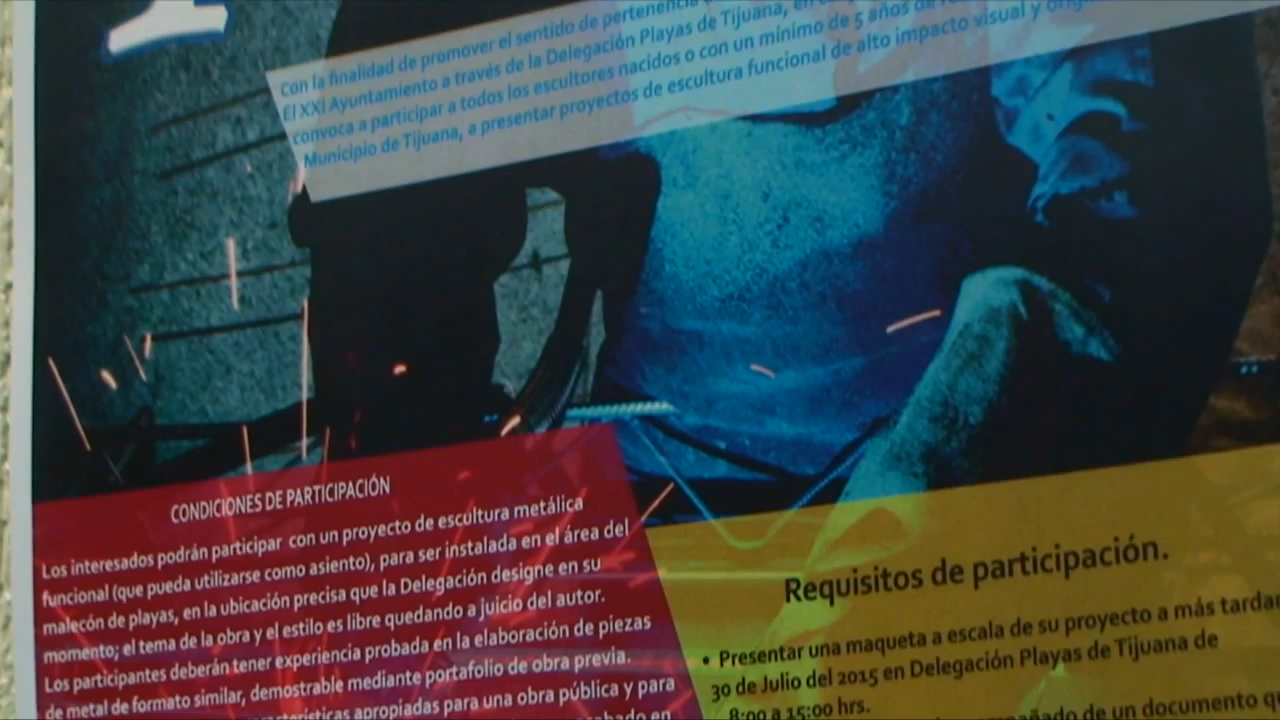 Con la finalidad de promover el sentido de pertenencia
El XXI Ayuntamiento a través de la Delegación Playas de Tijuana, en
convoca a participar a todos los escultores nacidos o con un mínimo de 5 años de
Municipio de Tijuana, a presentar proyectos de escultura funcional de alto impacto visual y
CONDICIONES DE PARTICIPACIÓN
Los interesados podrán participar con un proyecto de escultura metálica
funcional (que pueda utilizarse como asiento), para ser instalada en el área del
malecón de playas, en la ubicación precisa que la Delegación designe en su
momento; el tema de la obra y el estilo es libre quedando a juicio del autor.
Los participantes deberán tener experiencia probada en la elaboración de piezas
de metal de formato similar, demostrable mediante portafolio de obra previa.
apropiadas para una obra pública y para
en
Requisitos de participación.
• Presentar una maqueta a escala de su proyecto a más tardar
30 de Julio del 2015 en Delegación Playas de Tijuana de
8:00 a 15:00 hrs.
de un documento